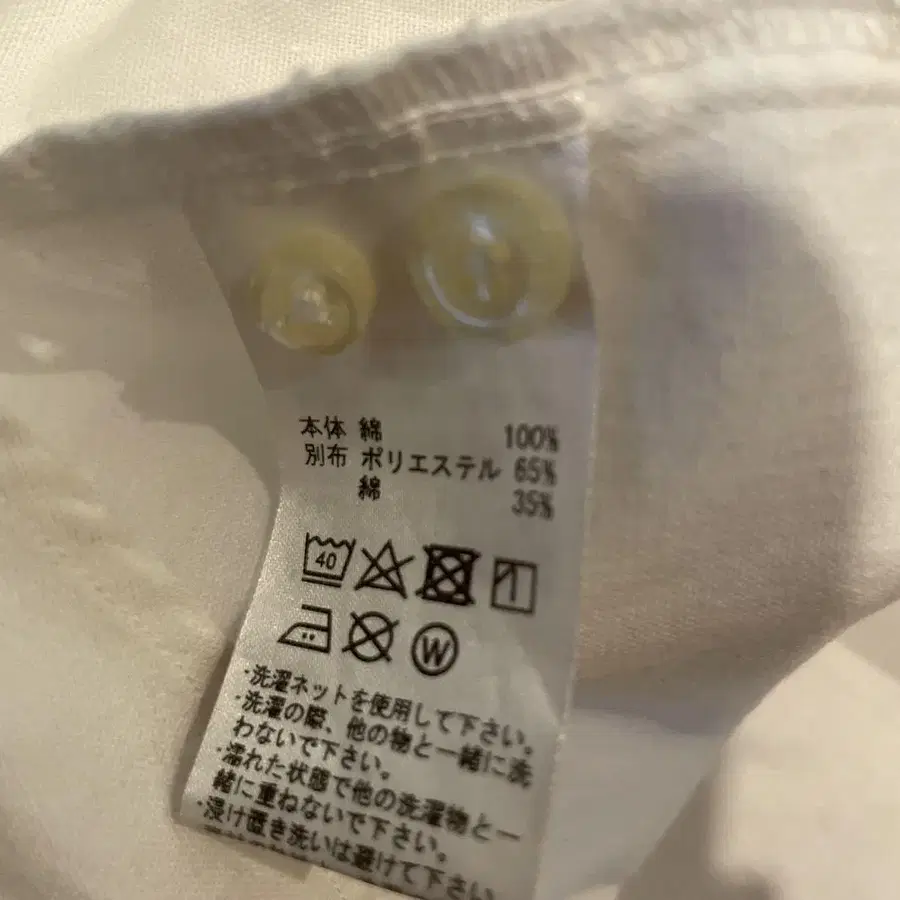 本体 綿 100%
別布 ポリエステル 65%
綿 35%
40
W
・洗濯ネットを使用して下さい。
・洗濯の際、他の物と一緒に洗
わないで下さい。
・濡れた状態で他の洗濯物と一
緒に重ねないで下さい。
・浸け置き洗いは避けて下さい。